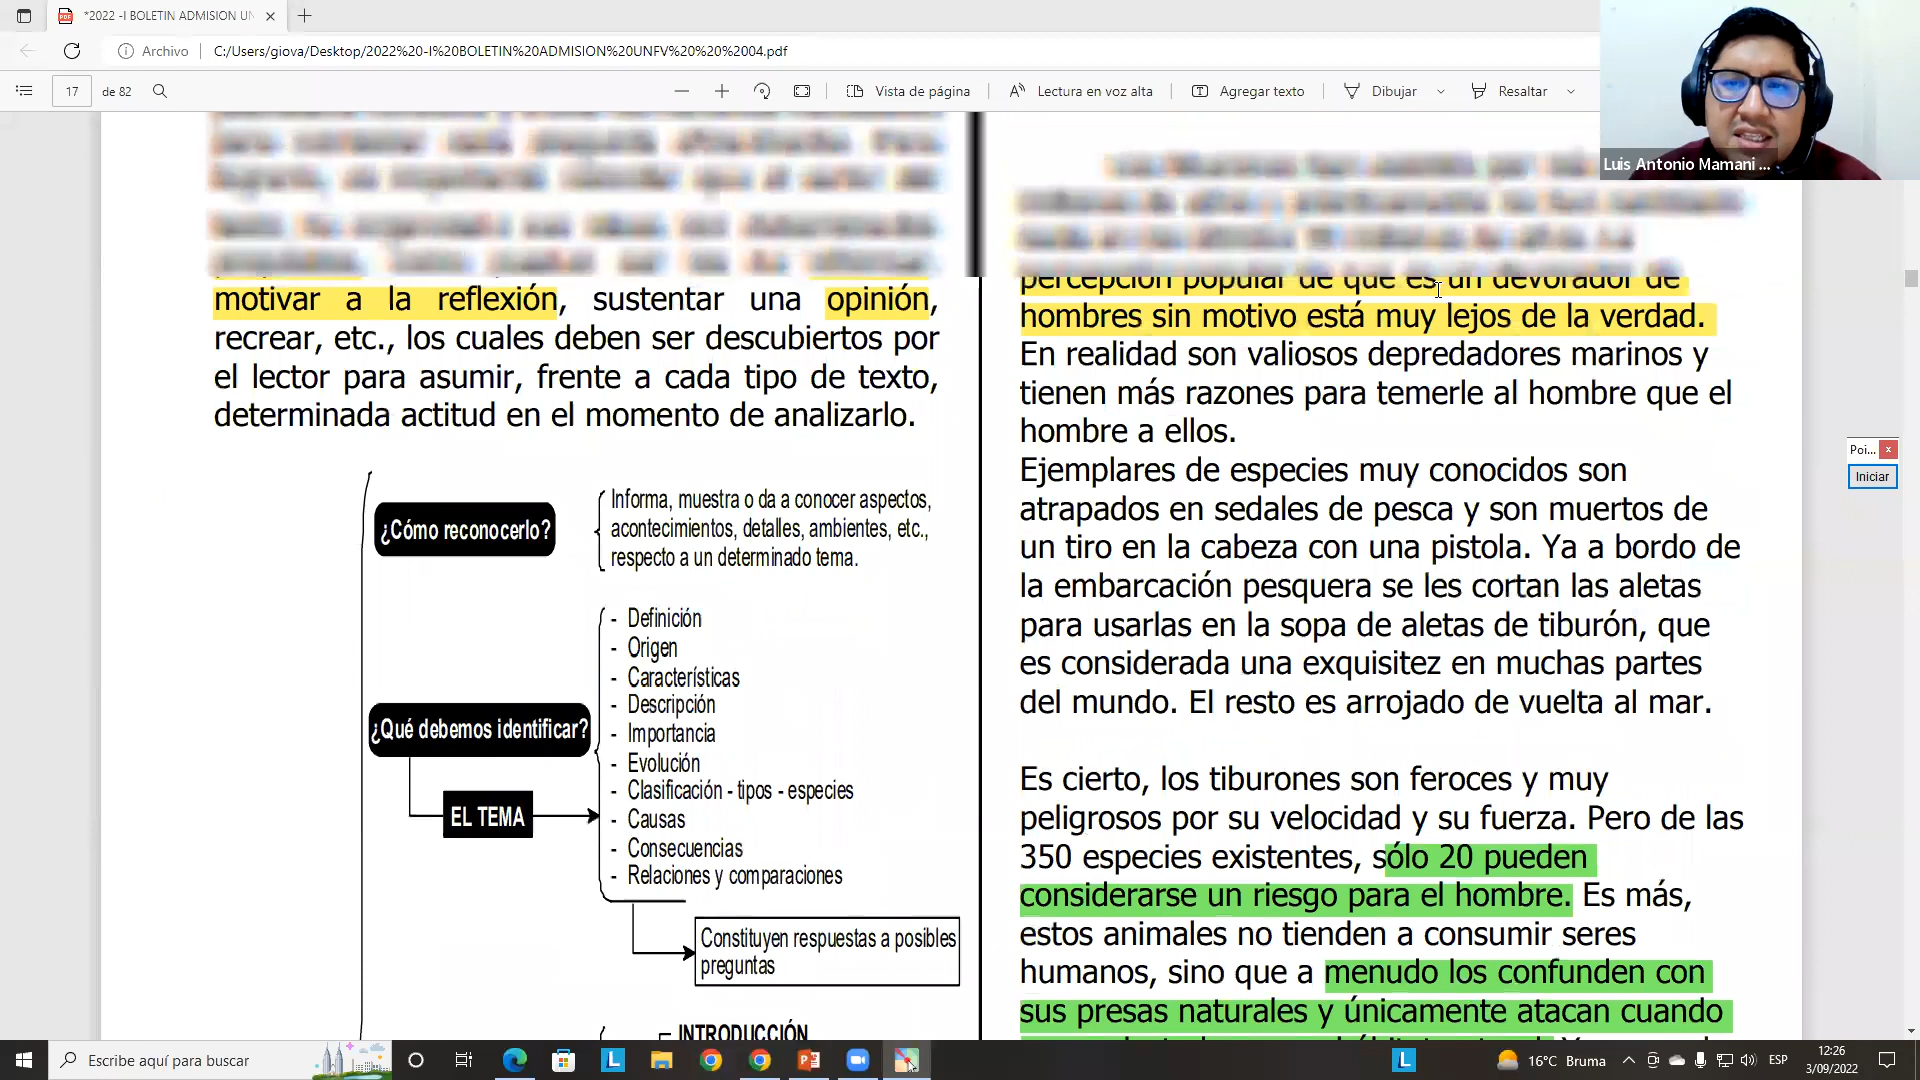 *2022 -I BOLETIN ADMISION UN
Archivo
C:/Users/giova/Desktop/2022%20-I%20BOLETIN%20ADMISION%20UNFV%20%20%2004.pdf
17 de 82
Vista de página
Lectura en voz alta
Agregar texto
Dibujar
Resaltar
Luis Antonio Mamani ...
motivar a la reflexión, sustentar una opinión,
recrear, etc., los cuales deben ser descubiertos por
el lector para asumir, frente a cada tipo de texto,
determinada actitud en el momento de analizarlo.
¿Cómo reconocerlo?
Informa, muestra o da a conocer aspectos,
acontecimientos, detalles, ambientes, etc.,
respecto a un determinado tema.
¿Qué debemos identificar?
EL TEMA
- Definición
- Origen
- Características
- Descripción
- Importancia
- Evolución
- Clasificación - tipos - especies
- Causas
- Consecuencias
- Relaciones y comparaciones
Constituyen respuestas a posibles
preguntas
INTRODUCCIÓN
percepción popular de que es un devorador de
hombres sin motivo está muy lejos de la verdad.
En realidad son valiosos depredadores marinos y
tienen más razones para temerle al hombre que el
hombre a ellos.
Ejemplares de especies muy conocidos son
atrapados en sedales de pesca y son muertos de
un tiro en la cabeza con una pistola. Ya a bordo de
la embarcación pesquera se les cortan las aletas
para usarlas en la sopa de aletas de tiburón, que
es considerada una exquisitez en muchas partes
del mundo. El resto es arrojado de vuelta al mar.
Es cierto, los tiburones son feroces y muy
peligrosos por su velocidad y su fuerza. Pero de las
350 especies existentes, sólo 20 pueden
considerarse un riesgo para el hombre. Es más,
estos animales no tienden a consumir seres
humanos, sino que a menudo los confunden con
sus presas naturales y únicamente atacan cuando
Poi...
Iniciar
Escribe aquí para buscar
16°C Bruma
ESP
12:26
3/09/2022